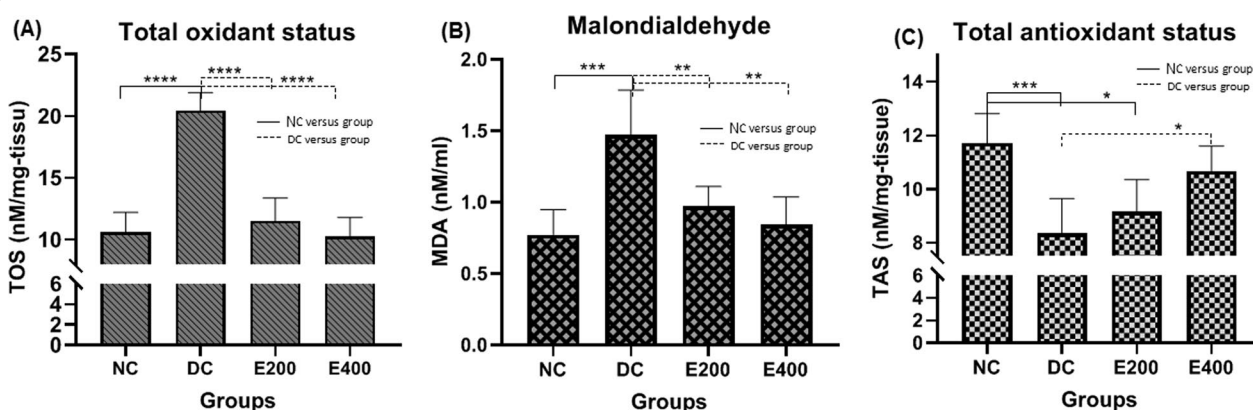 (A) Total oxidant status
TOS (nM/mg-tissu)
25
20
15
10
6
4
2
0
**** **** ****
NC versus group
DC versus group
NC DC E200 E400
Groups
(B) Malondialdehyde
MDA (nM/ml)
2.0
1.5
1.0
0.5
0.0
*** ** **
NC versus group
DC versus group
NC DC E200 E400
Groups
(C) Total antioxidant status
TAS (nM/mg-tissue)
14
12
10
8
6
4
2
0
NC versus group
DC versus group
*** * *
NC DC E200 E400
Groups